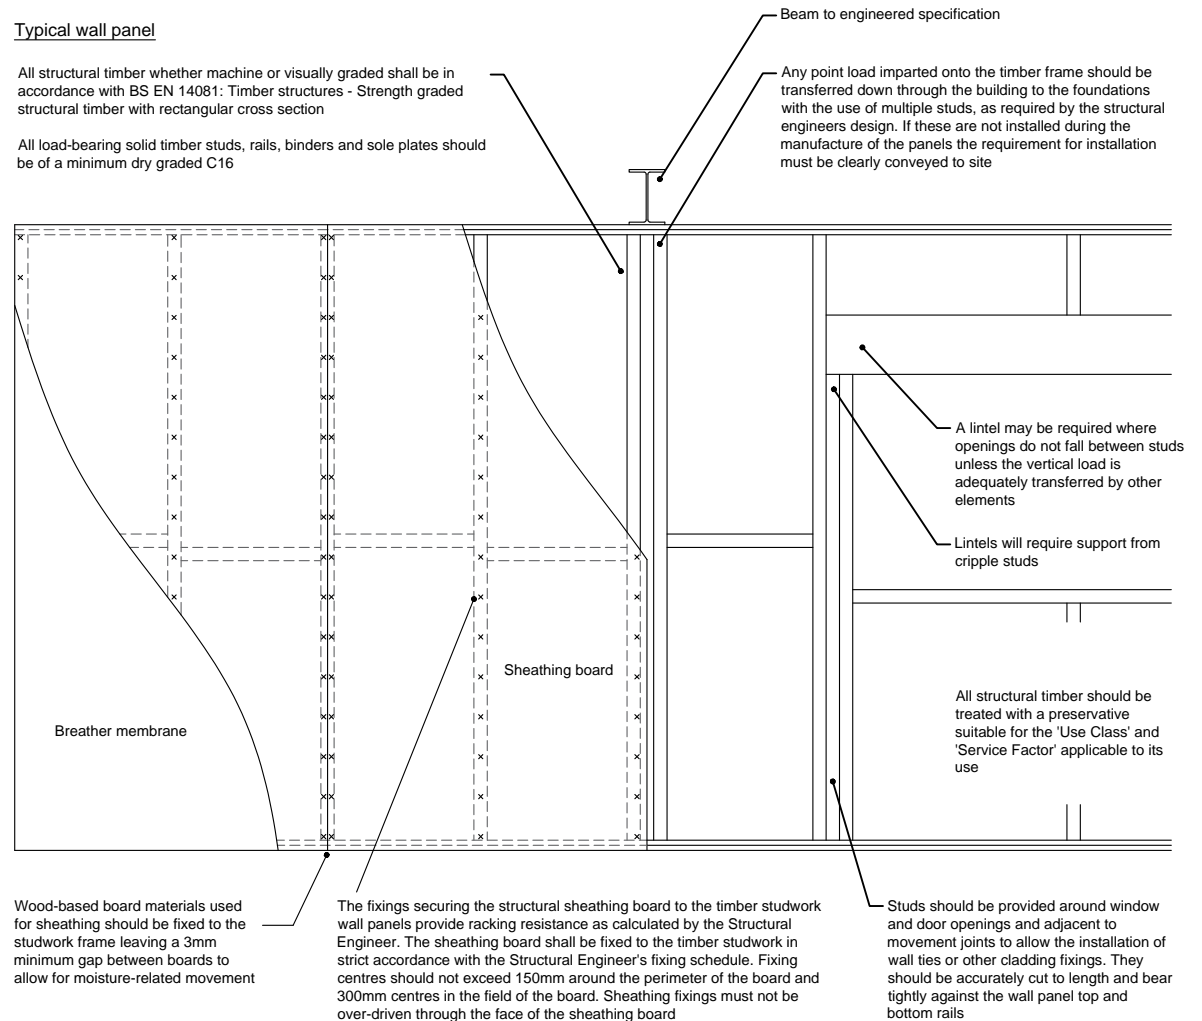 Typical wall panel
All structural timber whether machine or visually graded shall be in
accordance with BS EN 14081: Timber structures - Strength graded
structural timber with rectangular cross section
All load-bearing solid timber studs, rails, binders and sole plates should
be of a minimum dry graded C16
Beam to engineered specification
Any point load imparted onto the timber frame should be
transferred down through the building to the foundations
with the use of multiple studs, as required by the structural
engineers design. If these are not installed during the
manufacture of the panels the requirement for installation
must be clearly conveyed to site
A lintel may be required where
openings do not fall between studs
unless the vertical load is
adequately transferred by other
elements
Lintels will require support from
cripple studs
Sheathing board
Breather membrane
All structural timber should be
treated with a preservative
suitable for the 'Use Class' and
'Service Factor' applicable to its
use
Wood-based board materials used
for sheathing should be fixed to the
studwork frame leaving a 3mm
minimum gap between boards to
allow for moisture-related movement
The fixings securing the structural sheathing board to the timber studwork
wall panels provide racking resistance as calculated by the Structural
Engineer. The sheathing board shall be fixed to the timber studwork in
strict accordance with the Structural Engineer's fixing schedule. Fixing
centres should not exceed 150mm around the perimeter of the board and
300mm centres in the field of the board. Sheathing fixings must not be
over-driven through the face of the sheathing board
Studs should be provided around window
and door openings and adjacent to
movement joints to allow the installation of
wall ties or other cladding fixings. They
should be accurately cut to length and bear
tightly against the wall panel top and
bottom rails